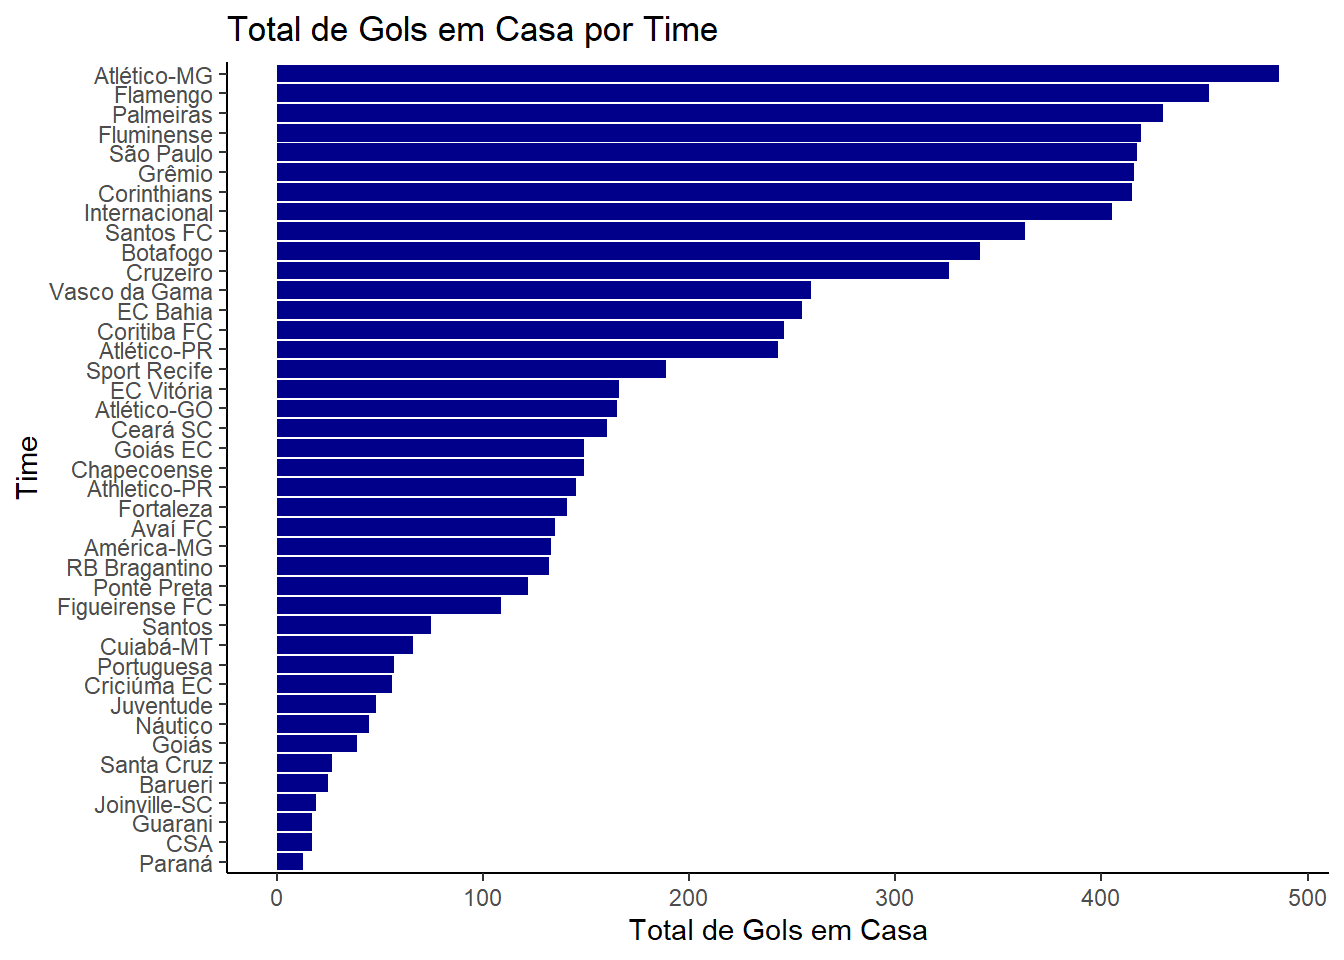 Total de Gols em Casa por Time
Atlético-MG
Flamengo
Palmeiras
Fluminense
São Paulo
Grêmio
Corinthians
Internacional
Santos FC
Botafogo
Cruzeiro
Vasco da Gama
EC Bahia
Coritiba FC
Atlético-PR
Sport Recife
EC Vitória
Atlético-GO
Ceará SC
Goiás EC
Chapecoense
Athletico-PR
Fortaleza
Avaí FC
América-MG
RB Bragantino
Ponte Preta
Figueirense FC
Santos
Cuiabá-MT
Portuguesa
Criciúma EC
Juventude
Náutico
Goiás
Santa Cruz
Barueri
Joinville-SC
Guarani
CSA
Paraná
Time
0 100 200 300 400 500
Total de Gols em Casa